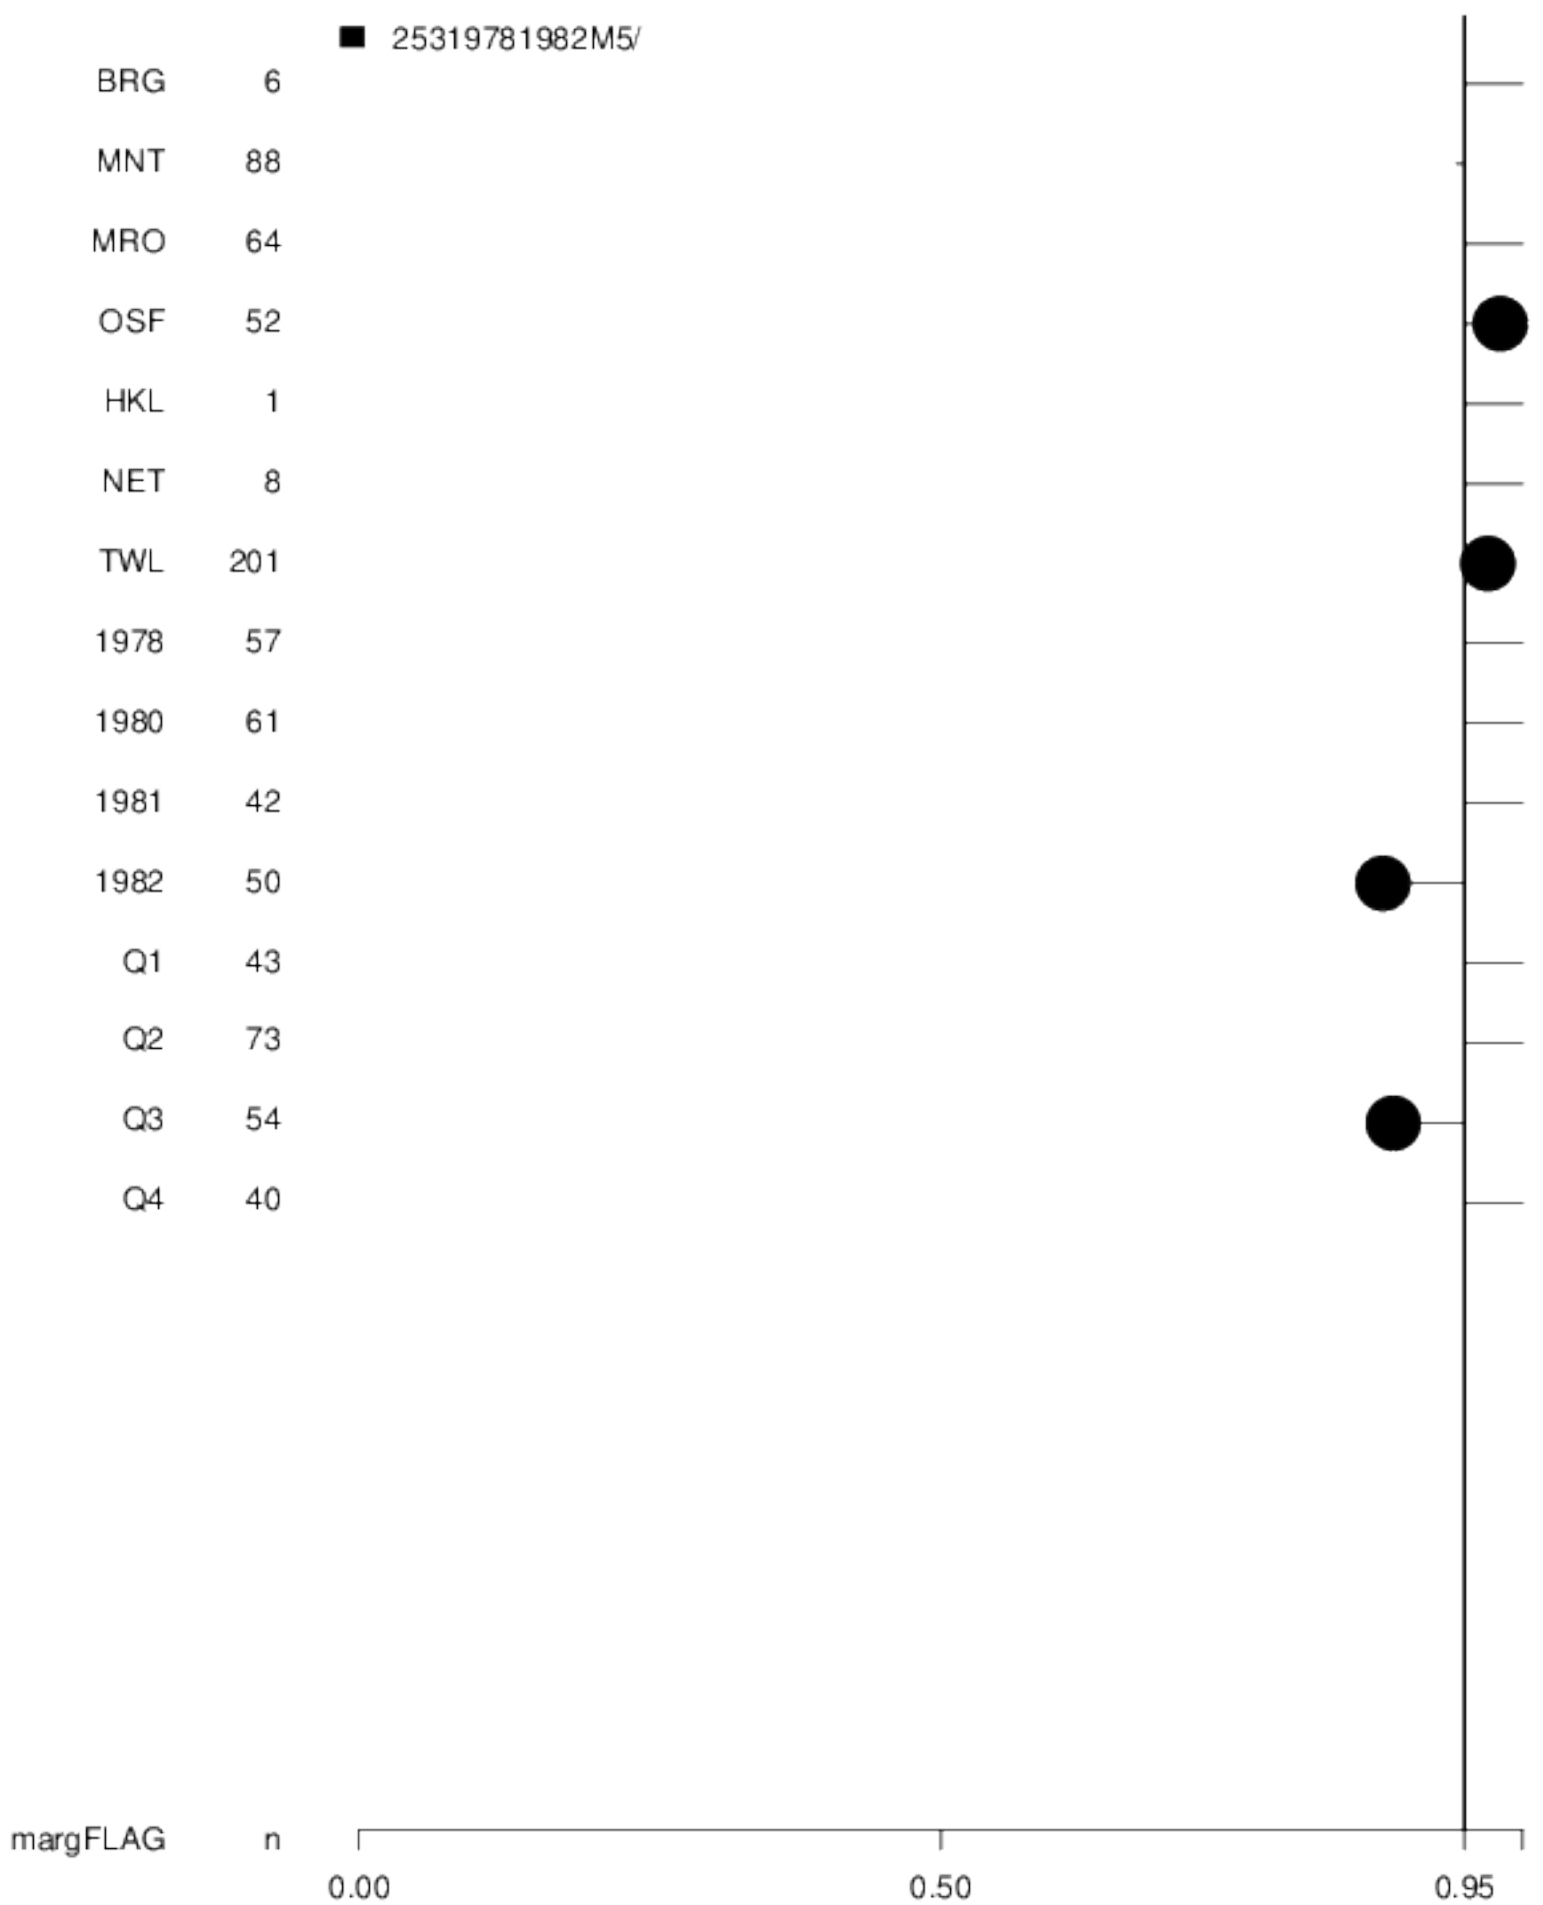 25319781982M5/
BRG 6
MNT 88
MRO 64
OSF 52
HKL 1
NET 8
TWL 201
1978 57
1980 61
1981 42
1982 50
Q1 43
Q2 73
Q3 54
Q4 40
margFLAG n
0.00 0.50 0.95